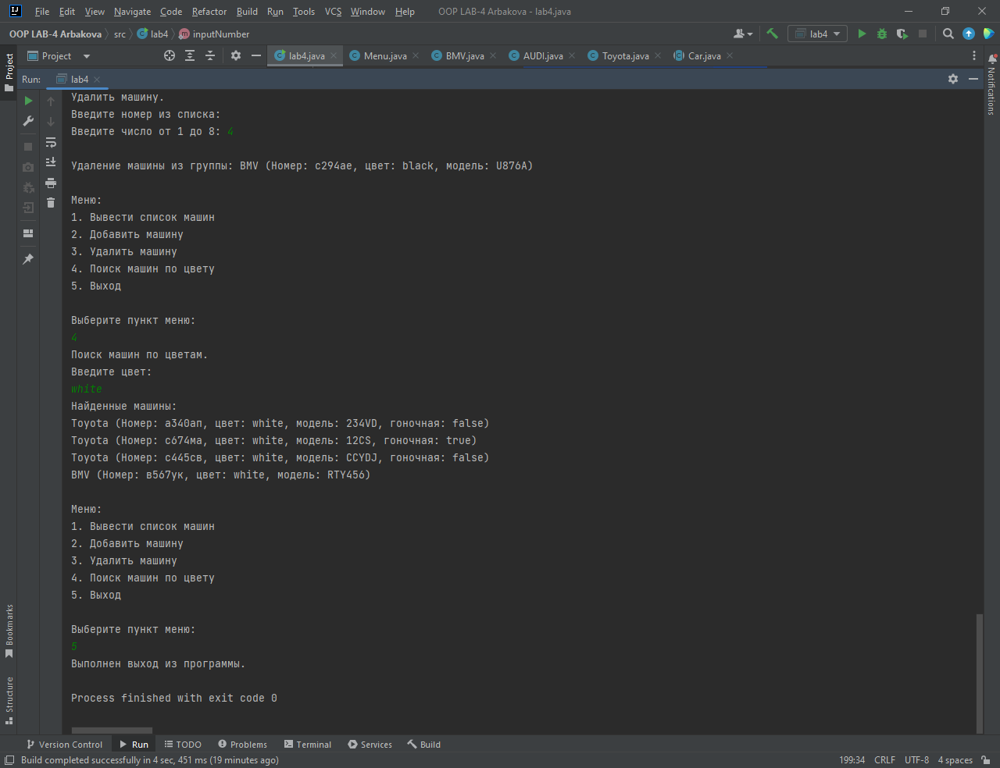 File Edit View Navigate Code Refactor Build Run Tools VCS Window Help OOP LAB-4 Arbakova - lab4.java
OOP LAB-4 Arbakova src lab4 inputNumber lab4
Project lab4.java Menu.java BMV.java AUDI.java Toyota.java Car.java
Project
Notifications
Run: lab4
Удалить машину.
Введите номер из списка:
Введите число от 1 до 8: 4
Удаление машины из группы: BMV (Номер: с294ае, цвет: black, модель: U876A)
Меню:
1. Вывести список машин
2. Добавить машину
3. Удалить машину
4. Поиск машин по цвету
5. Выход
Выберите пункт меню:
4
Поиск машин по цветам.
Введите цвет:
white
Найденные машины:
Toyota (Номер: а340ап, цвет: white, модель: 234VD, гоночная: false)
Toyota (Номер: с674ма, цвет: white, модель: 12CS, гоночная: true)
Toyota (Номер: с445св, цвет: white, модель: CCYDJ, гоночная: false)
BMV (Номер: в567ук, цвет: white, модель: RTY456)
Меню:
1. Вывести список машин
2. Добавить машину
3. Удалить машину
4. Поиск машин по цвету
5. Выход
Выберите пункт меню:
5
Выполнен выход из программы.
Process finished with exit code 0
Bookmarks
Structure
Version Control Run TODO Problems Terminal Services Build
Build completed successfully in 4 sec, 451 ms (19 minutes ago) 199:34 CRLF UTF-8 4 spaces